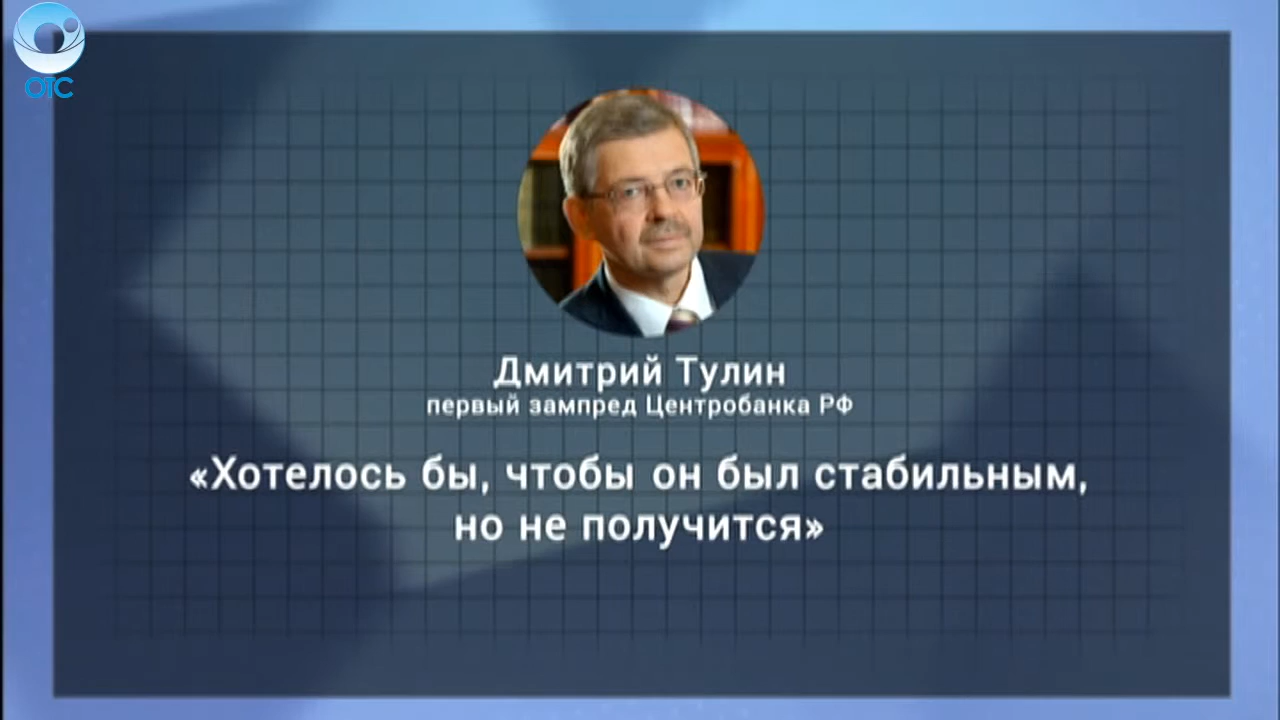 ОТС
Дмитрий Тулин
первый зампред Центробанка РФ
«Хотелось бы, чтобы он был стабильным,
но не получится»